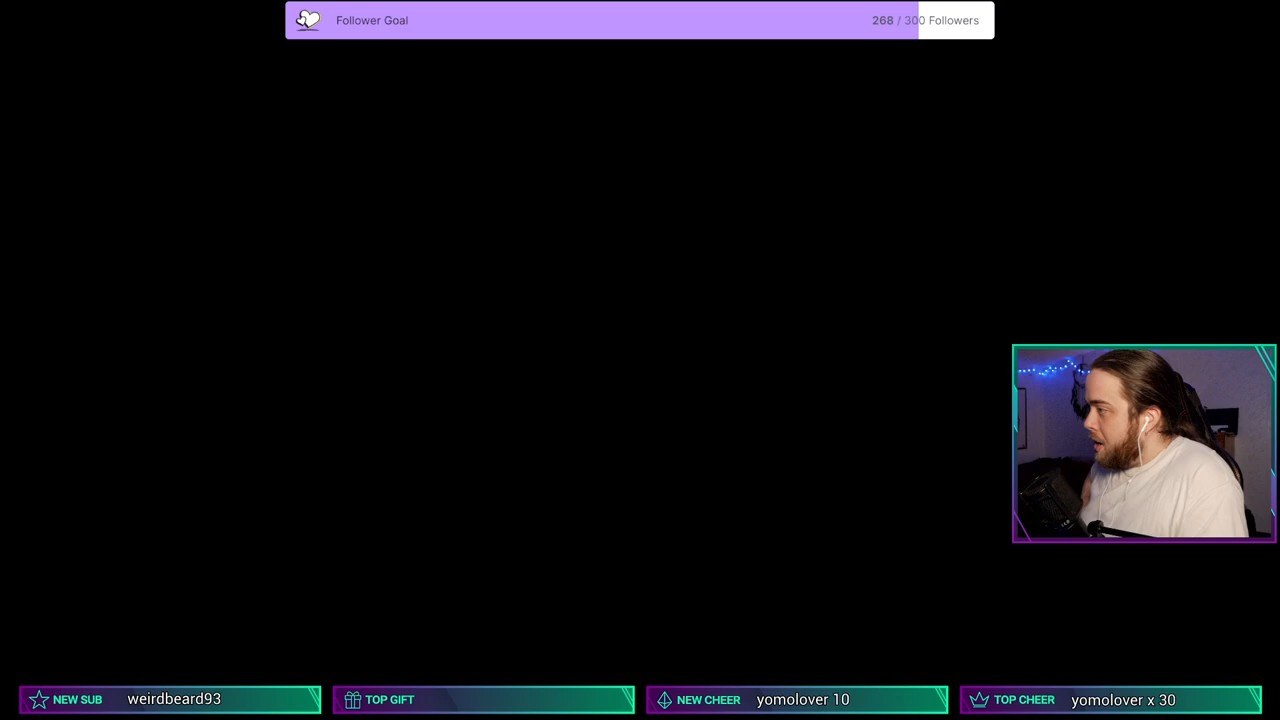 Follower Goal
268 / 300 Followers
NEW SUB weirdbeard93
TOP GIFT
NEW CHEER yomolover 10
TOP CHEER yomolover x 30